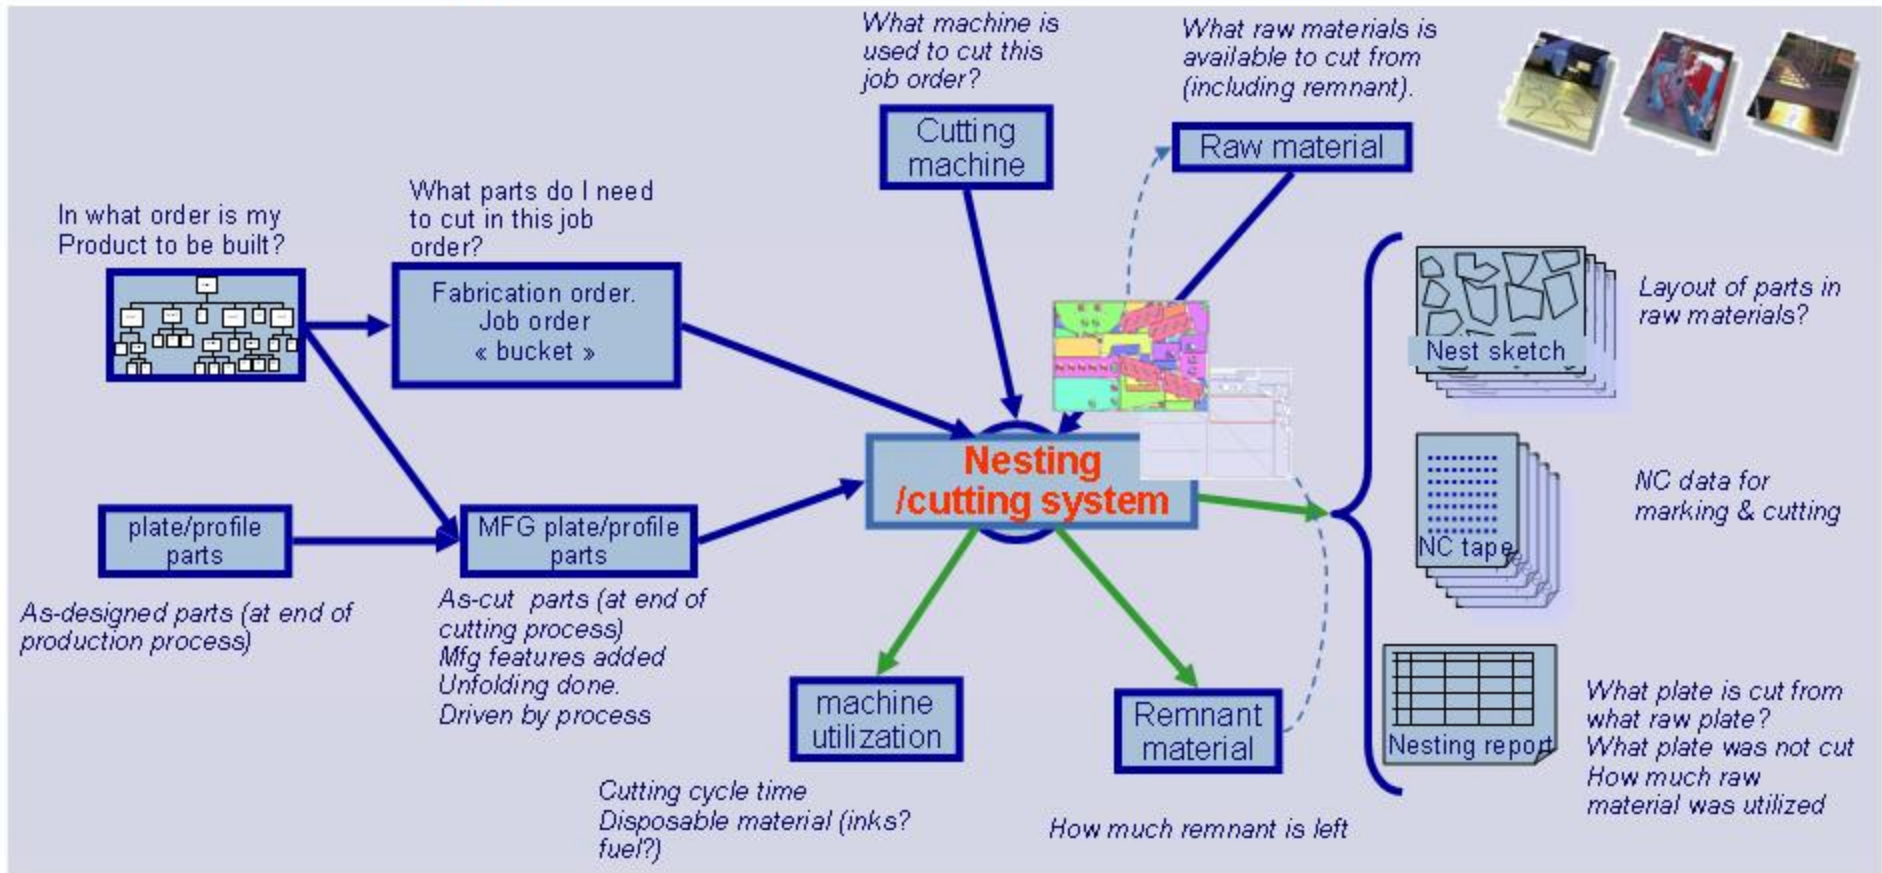 What machine is
used to cut this
job order?
What raw materials is
available to cut from
(including remnant).
Cutting
machine
Raw material
In what order is my
Product to be built?
What parts do I need
to cut in this job
order?
Fabrication order.
Job order
« bucket »
plate/profile
parts
As-designed parts (at end of
production process)
MFG plate/profile
parts
As-cut parts (at end of
cutting process)
Mfg features added
Unfolding done.
Driven by process
Nesting
/cutting system
machine
utilization
Cutting cycle time
Disposable material (inks?
fuel?)
Remnant
material
How much remnant is left
Nest sketch
Layout of parts in
raw materials?
NC tape
NC data for
marking & cutting
Nesting report
What plate is cut from
what raw plate?
What plate was not cut
How much raw
material was utilized